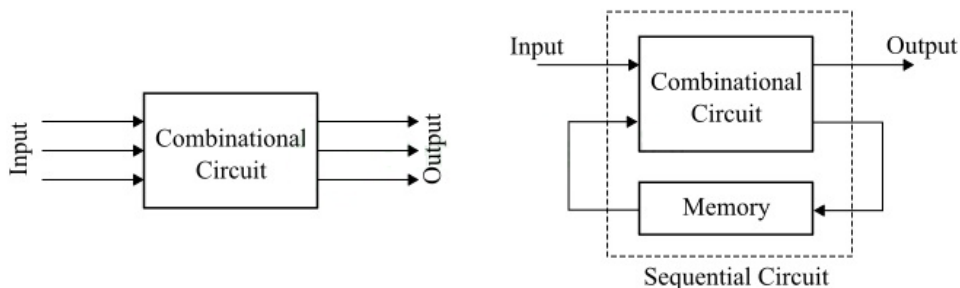 Input
Combinational
Circuit
Output
Input
Combinational
Circuit
Output
Memory
Sequential Circuit